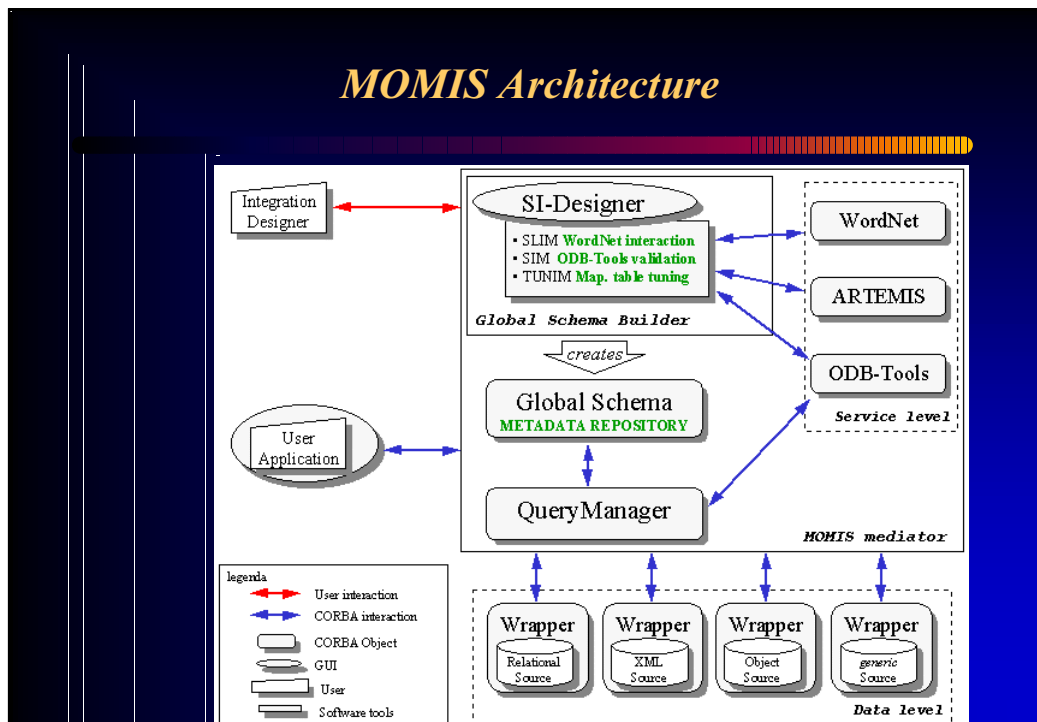 MOMIS Architecture
Integration
Designer
SI-Designer
▪ SLIM WordNet interaction
▪ SIM ODB-Tools validation
▪ TUNIM Map. table tuning
Global Schema Builder
WordNet
ARTEMIS
ODB-Tools
Service level
creates
Global Schema
METADATA REPOSITORY
User
Application
QueryManager
MOMIS mediator
legenda
User interaction
CORBA interaction
CORBA Object
GUI
User
Software tools
Wrapper
Relational
Source
Wrapper
XML
Source
Wrapper
Object
Source
Wrapper
generic
Source
Data level